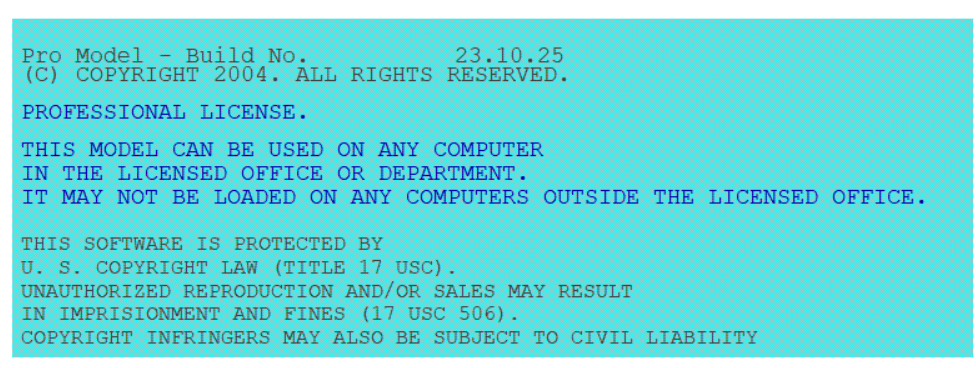 Pro Model - Build No. 23.10.25
(C) COPYRIGHT 2004. ALL RIGHTS RESERVED.
PROFESSIONAL LICENSE.
THIS MODEL CAN BE USED ON ANY COMPUTER
IN THE LICENSED OFFICE OR DEPARTMENT.
IT MAY NOT BE LOADED ON ANY COMPUTERS OUTSIDE THE LICENSED OFFICE.
THIS SOFTWARE IS PROTECTED BY
U. S. COPYRIGHT LAW (TITLE 17 USC).
UNAUTHORIZED REPRODUCTION AND/OR SALES MAY RESULT
IN IMPRISIONMENT AND FINES (17 USC 506).
COPYRIGHT INFRINGERS MAY ALSO BE SUBJECT TO CIVIL LIABILITY